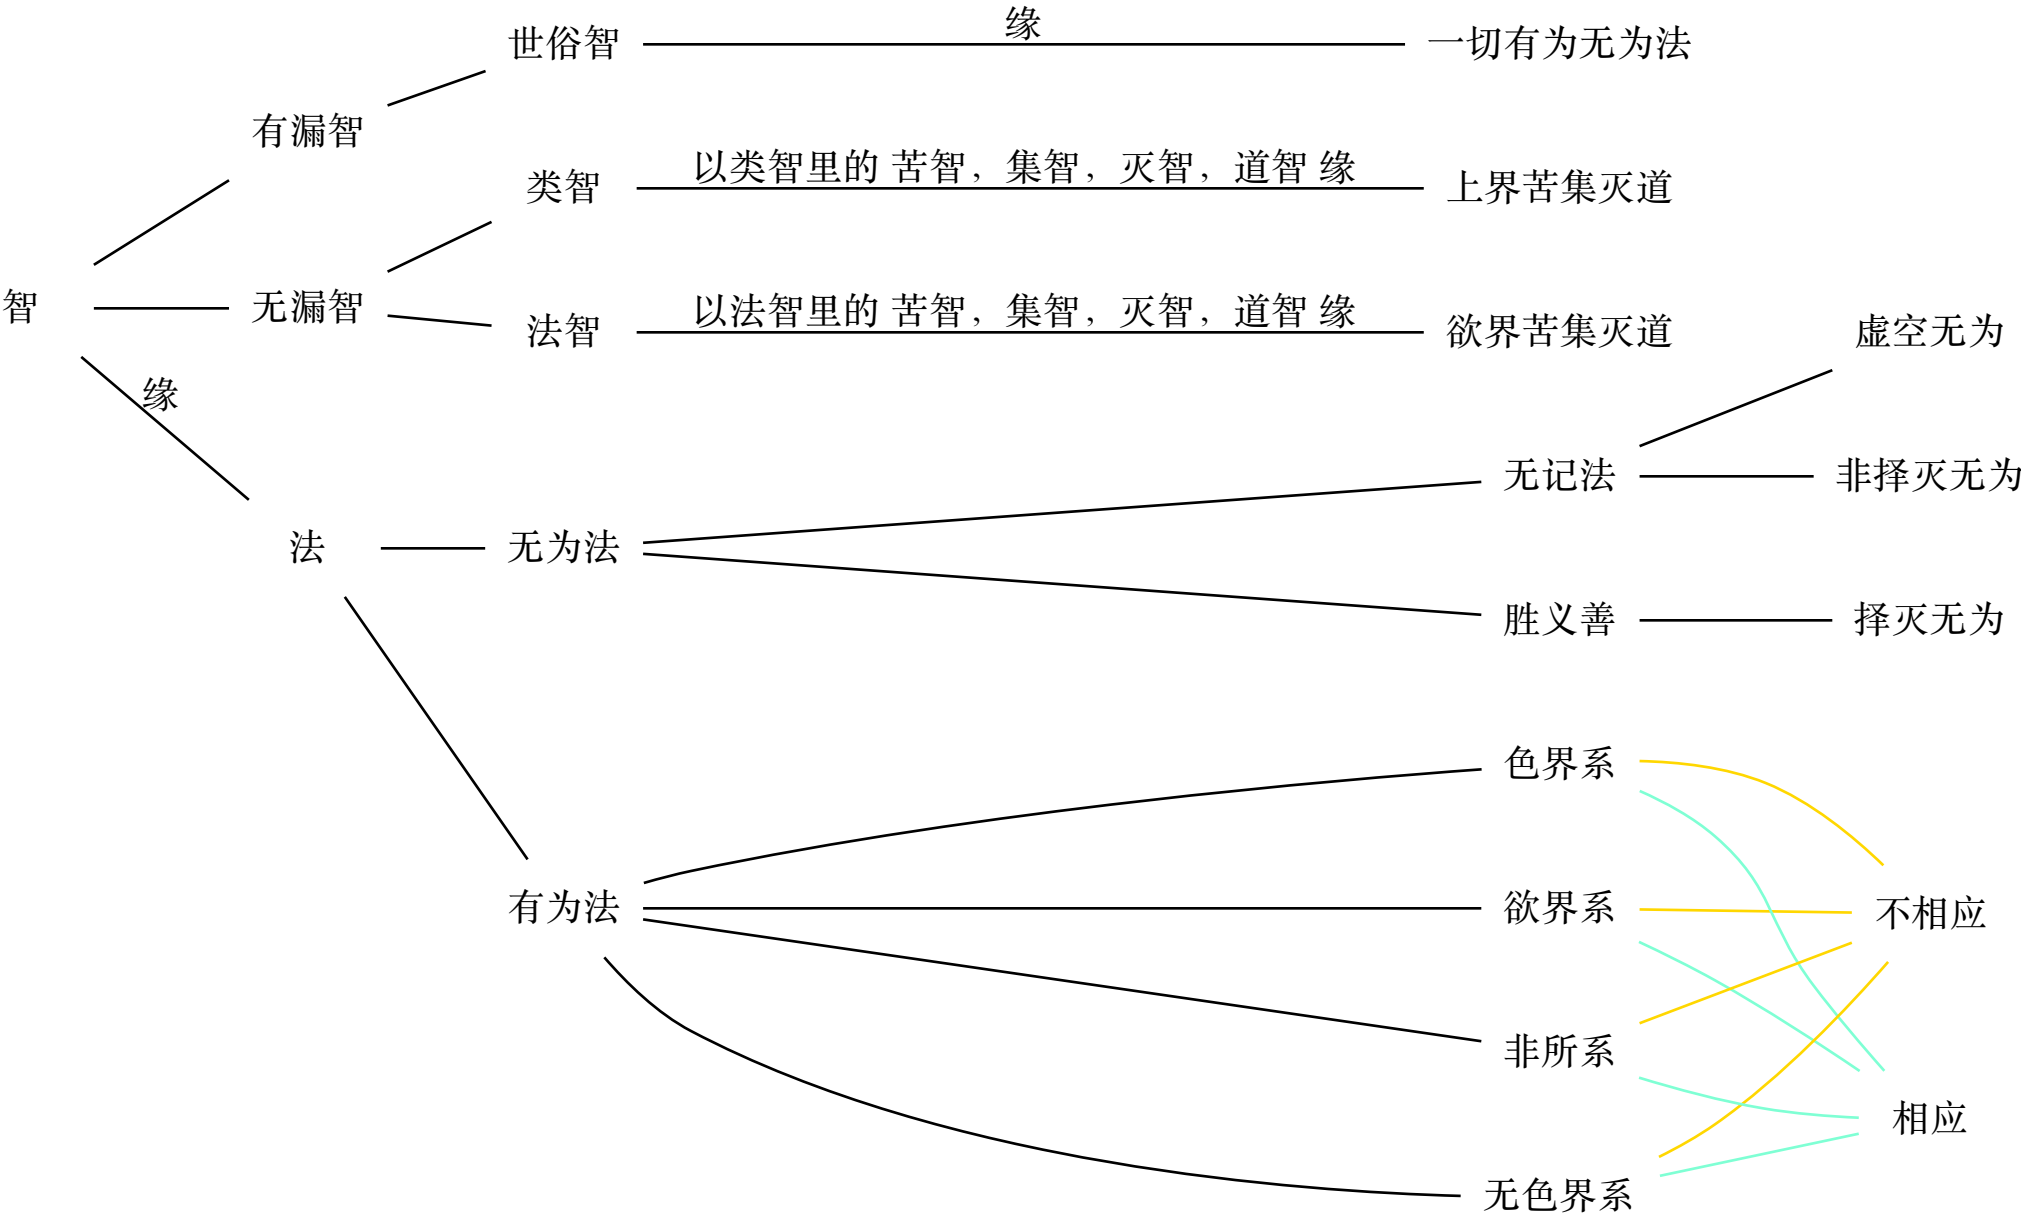 缘
世俗智
一切有为无为法
有漏智
以类智里的 苦智，集智，灭智，道智 缘
类智
上界苦集灭道
智
无漏智
以法智里的 苦智，集智，灭智，道智 缘
法智
欲界苦集灭道
虚空无为
缘
无记法
非择灭无为
法
无为法
胜义善
择灭无为
色界系
有为法
欲界系
不相应
非所系
相应
无色界系